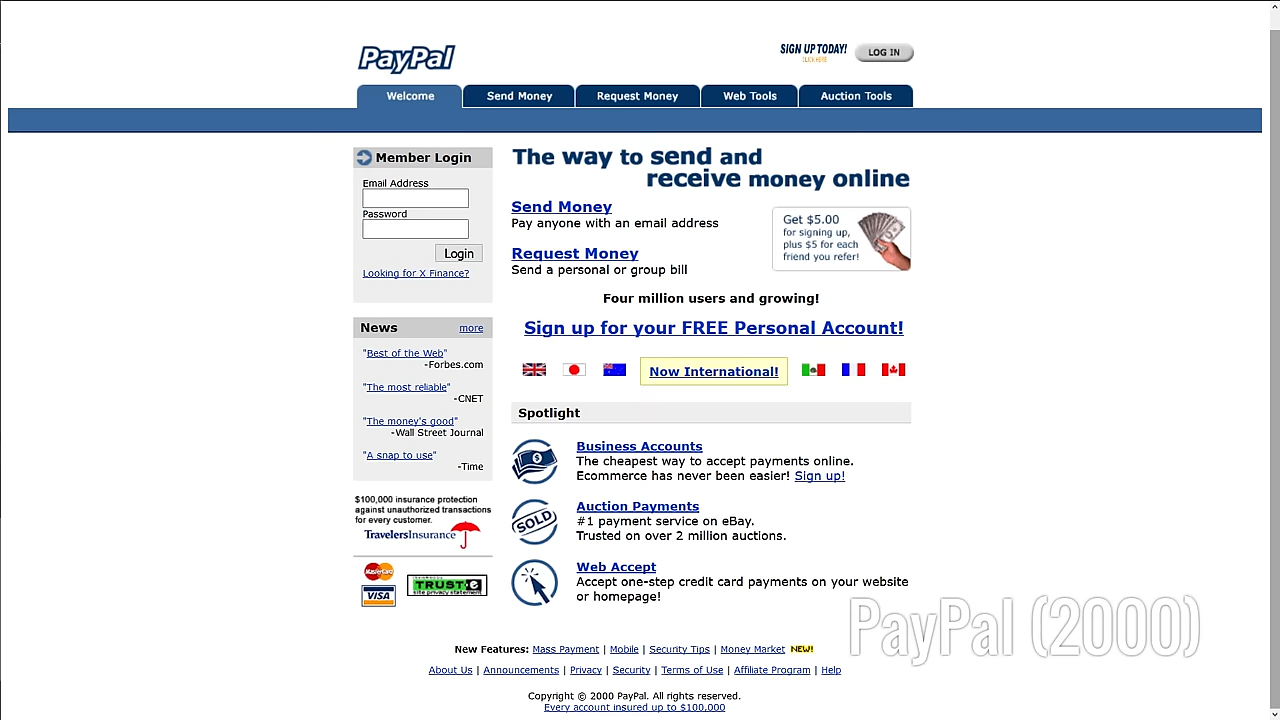 PayPal
SIGN UP TODAY!
CLICK HERE
LOG IN
Welcome
Send Money
Request Money
Web Tools
Auction Tools
Member Login
Email Address
Password
Login
Looking for X Finance?
News
more
"Best of the Web"
-Forbes.com
"The most reliable"
-CNET
"The money's good"
-Wall Street Journal
"A snap to use"
-Time
$100,000 insurance protection
against unauthorized transactions
for every customer.
TravelersInsurance
MasterCard
VISA
TRUSTe
site privacy statement
The way to send and
receive money online
Send Money
Pay anyone with an email address
Request Money
Send a personal or group bill
Get $5.00
for signing up,
plus $5 for each
friend you refer!
Four million users and growing!
Sign up for your FREE Personal Account!
Now International!
Spotlight
Business Accounts
The cheapest way to accept payments online.
Ecommerce has never been easier! Sign up!
$
Auction Payments
#1 payment service on eBay.
Trusted on over 2 million auctions.
SOLD
Web Accept
Accept one-step credit card payments on your website
or homepage!
PayPal (2000)
New Features: Mass Payment | Mobile | Security Tips | Money Market NEW!
About Us | Announcements | Privacy | Security | Terms of Use | Affiliate Program | Help
Copyright © 2000 PayPal. All rights reserved.
Every account insured up to $100,000